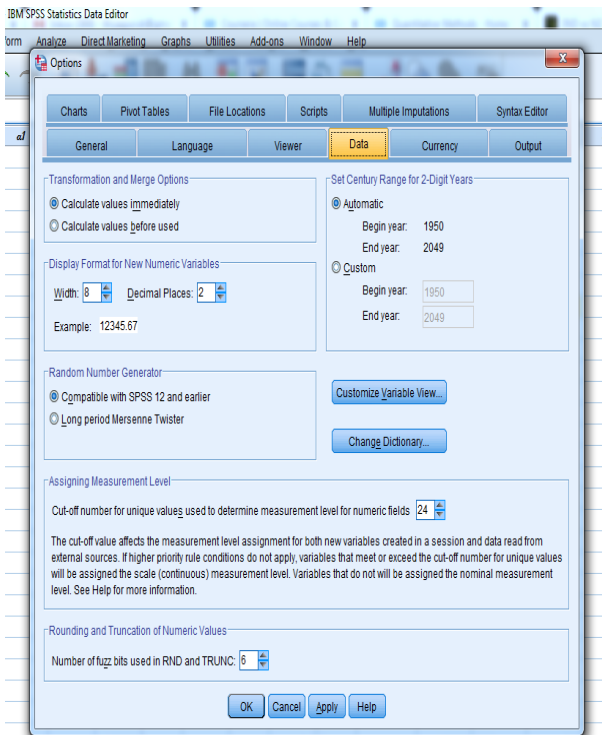 IBM SPSS Statistics Data Editor
form Analyze Direct Marketing Graphs Utilities Add-ons Window Help
Options
Charts Pivot Tables File Locations Scripts Multiple Imputations Syntax Editor
General Language Viewer Data Currency Output
al
Transformation and Merge Options
Calculate values immediately
Calculate values before used
Display Format for New Numeric Variables
Width: 8 Decimal Places: 2
Example: 12345.67
Set Century Range for 2-Digit Years
Automatic
Begin year: 1950
End year: 2049
Custom
Begin year: 1950
End year: 2049
Random Number Generator
Compatible with SPSS 12 and earlier
Long period Mersenne Twister
Customize Variable View...
Change Dictionary...
Assigning Measurement Level
Cut-off number for unique values used to determine measurement level for numeric fields 24
The cut-off value affects the measurement level assignment for both new variables created in a session and data read from
external sources. If higher priority rule conditions do not apply, variables that meet or exceed the cut-off number for unique values
will be assigned the scale (continuous) measurement level. Variables that do not will be assigned the nominal measurement
level. See Help for more information.
Rounding and Truncation of Numeric Values
Number of fuzz bits used in RND and TRUNC: 6
OK Cancel Apply Help